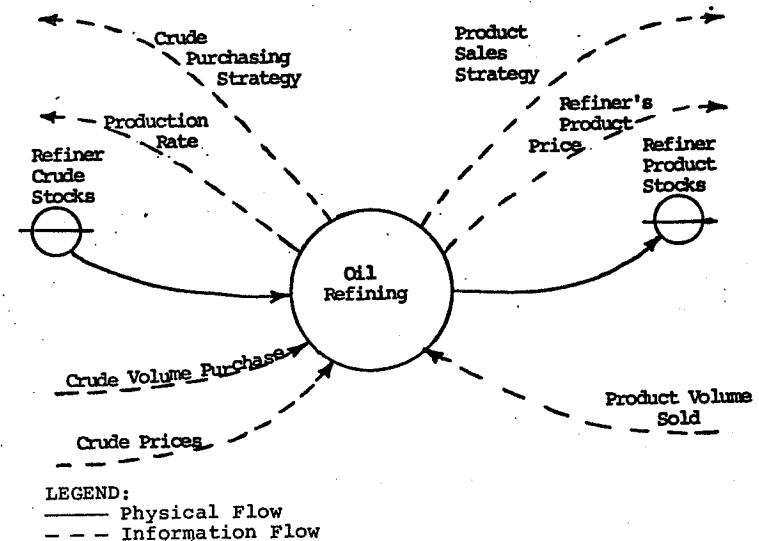 Crude
Purchasing
Strategy
Product
Sales
Strategy
Production
Rate
Refiner's
Product
Price
Refiner
Crude
Stocks
Refiner
Product
Stocks
Oil
Refining
Crude Volume Purchase
Crude Prices
Product Volume
Sold
LEGEND:
Physical Flow
Information Flow